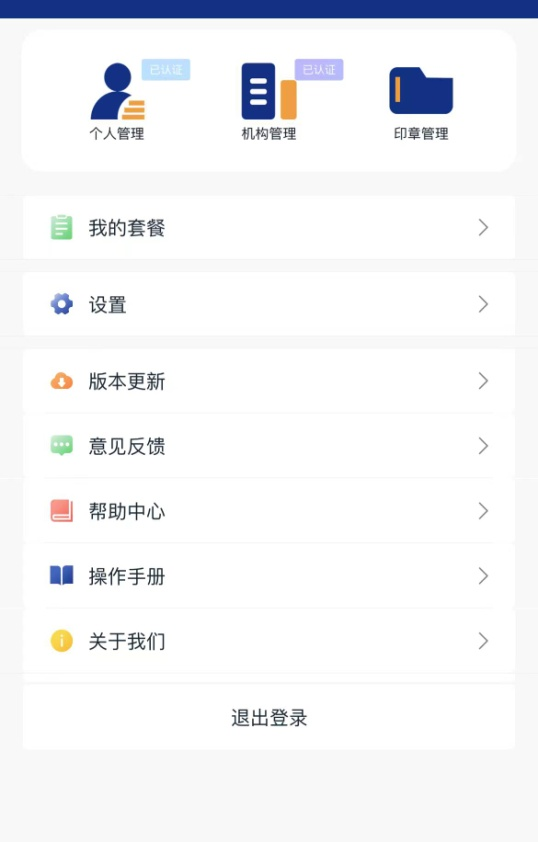 已认证
已认证
个人管理
机构管理
印章管理
我的套餐
设置
版本更新
意见反馈
帮助中心
操作手册
关于我们
退出登录